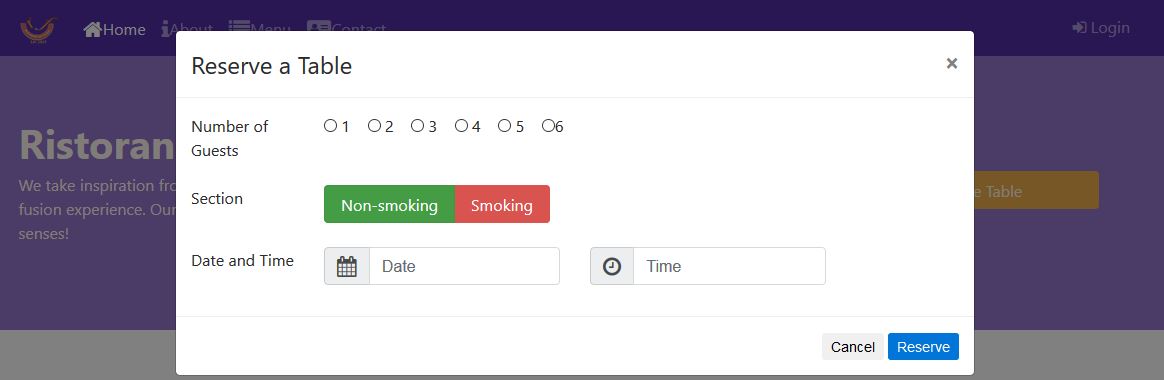 Home About Menu Contact Login
Reserve a Table ×
Number of Guests
1 2 3 4 5 6
Section Non-smoking Smoking
Date and Time Date Time
Ristoran
We take inspiration fro
fusion experience. Our
senses!
e Table
Cancel Reserve